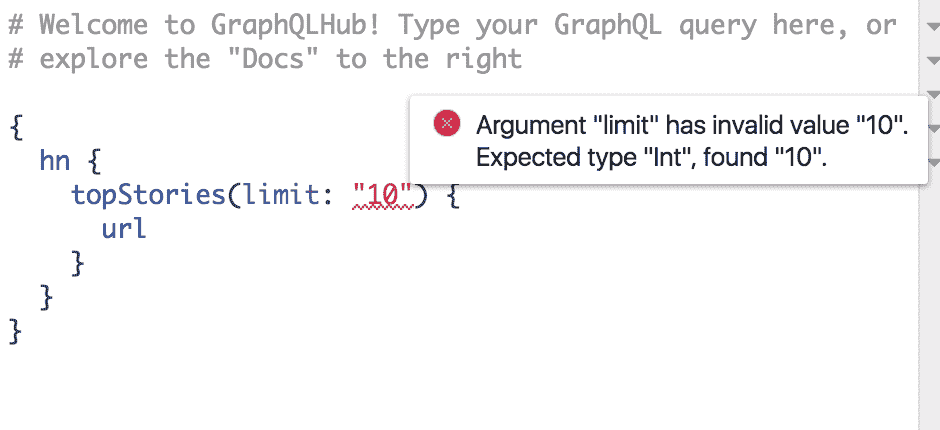 # Welcome to GraphQLHub! Type your GraphQL query here, or
# explore the "Docs" to the right
{
  hn {
    topStories(limit: "10") {
      url
    }
  }
}
Argument "limit" has invalid value "10".
Expected type "Int", found "10".